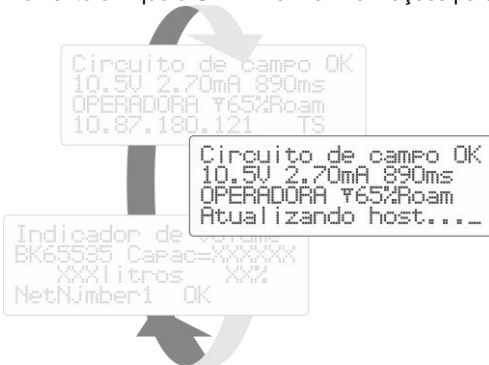 Circuito de campo OK
10.5V 2.70mA 890ms
OPERADORA 65%Roam
10.87.180.121 TS
Circuito de campo OK
10.5V 2.70mA 890ms
OPERADORA 65%Roam
Atualizando host...._
Indicador de volume
BK65535 Capac=XXXXXX
XXXlitros XX%
NetNJmber1 OK